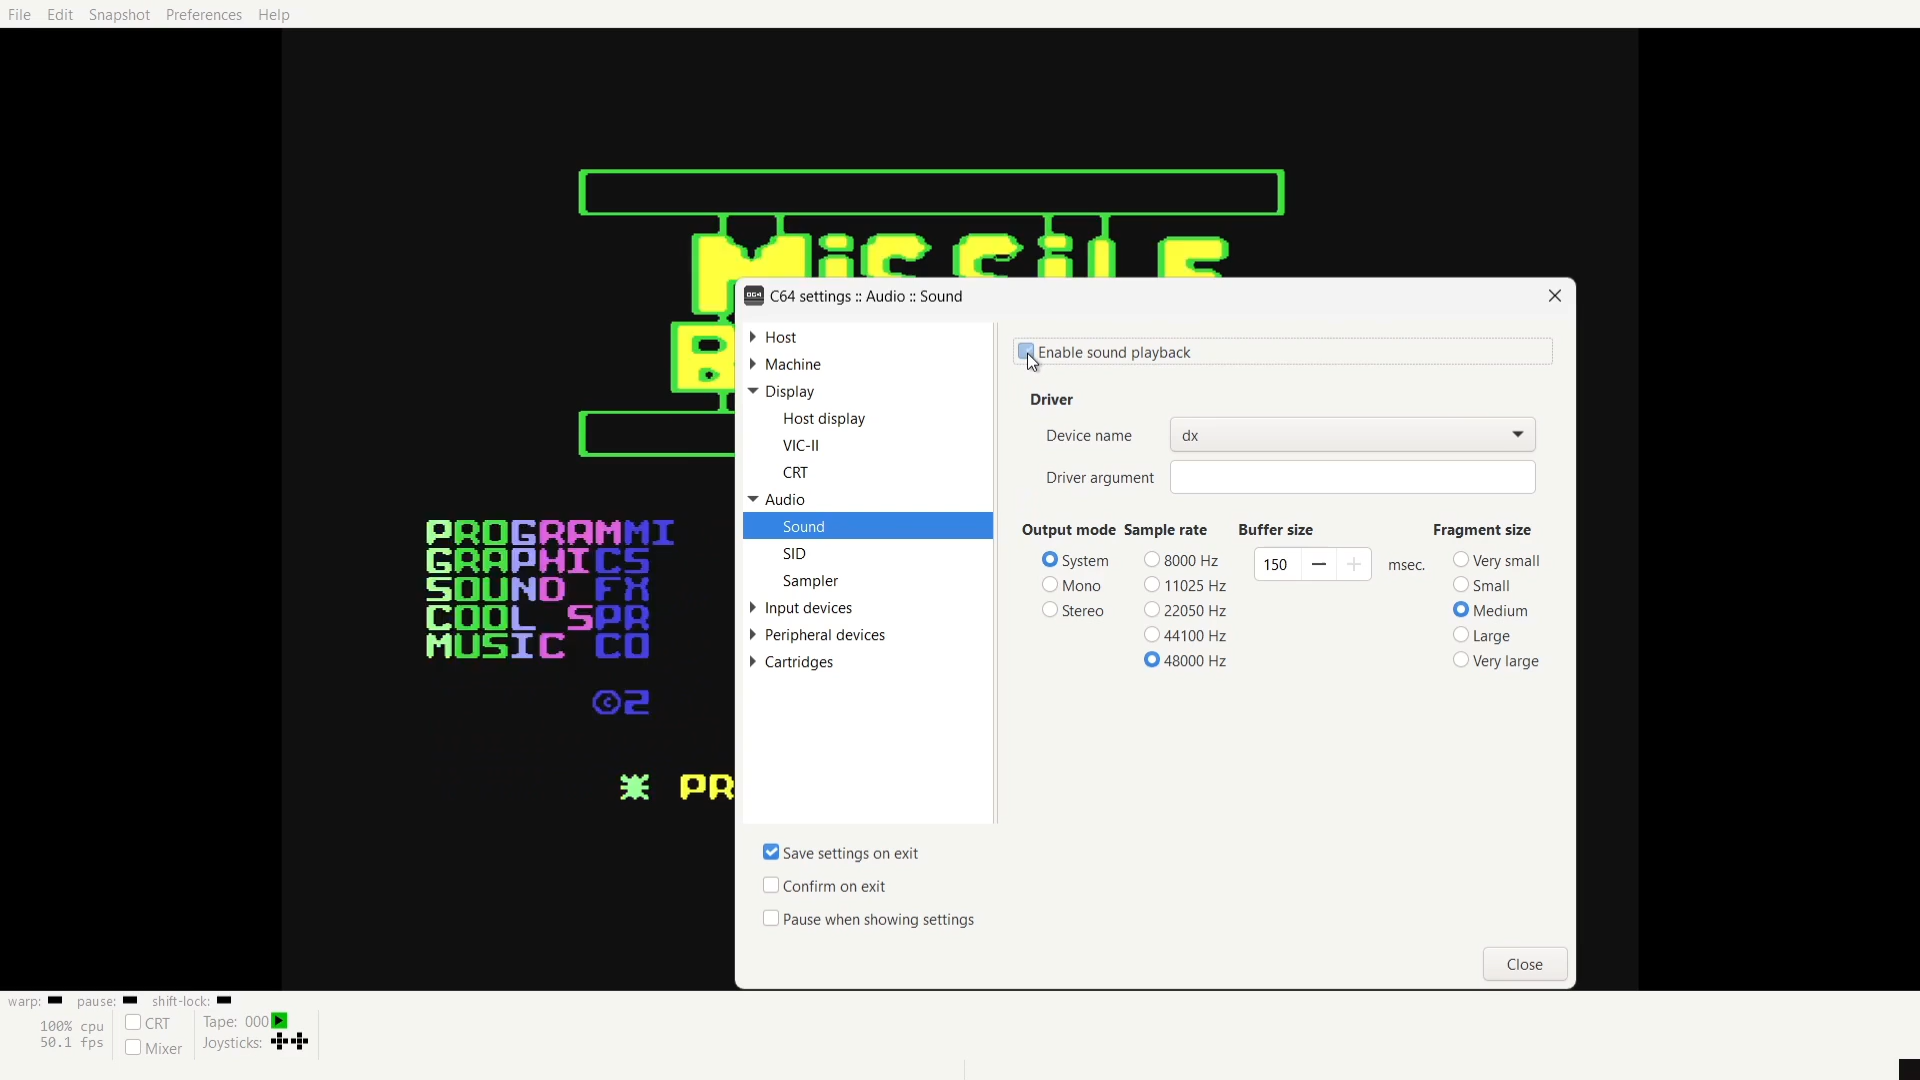 File Edit Snapshot Preferences Help
Missile
C64 settings :: Audio :: Sound
Host
Machine
Display
Host display
VIC-II
CRT
Audio
Sound
SID
Sampler
Input devices
Peripheral devices
Cartridges
Enable sound playback
Driver
Device name dx
Driver argument
Output mode Sample rate Buffer size Fragment size
System 8000 Hz 150 msec. Very small
Mono 11025 Hz Small
Stereo 22050 Hz Medium
44100 Hz Large
48000 Hz Very large
Save settings on exit
Confirm on exit
Pause when showing settings
Close
B
PROGRAMMI
GRAPHICS
SOUND FX
COOL SPR
MUSIC CO
©2
PR
warp: pause: shift-lock:
100% cpu CRT Tape: 000
50.1 fps Mixer Joysticks: